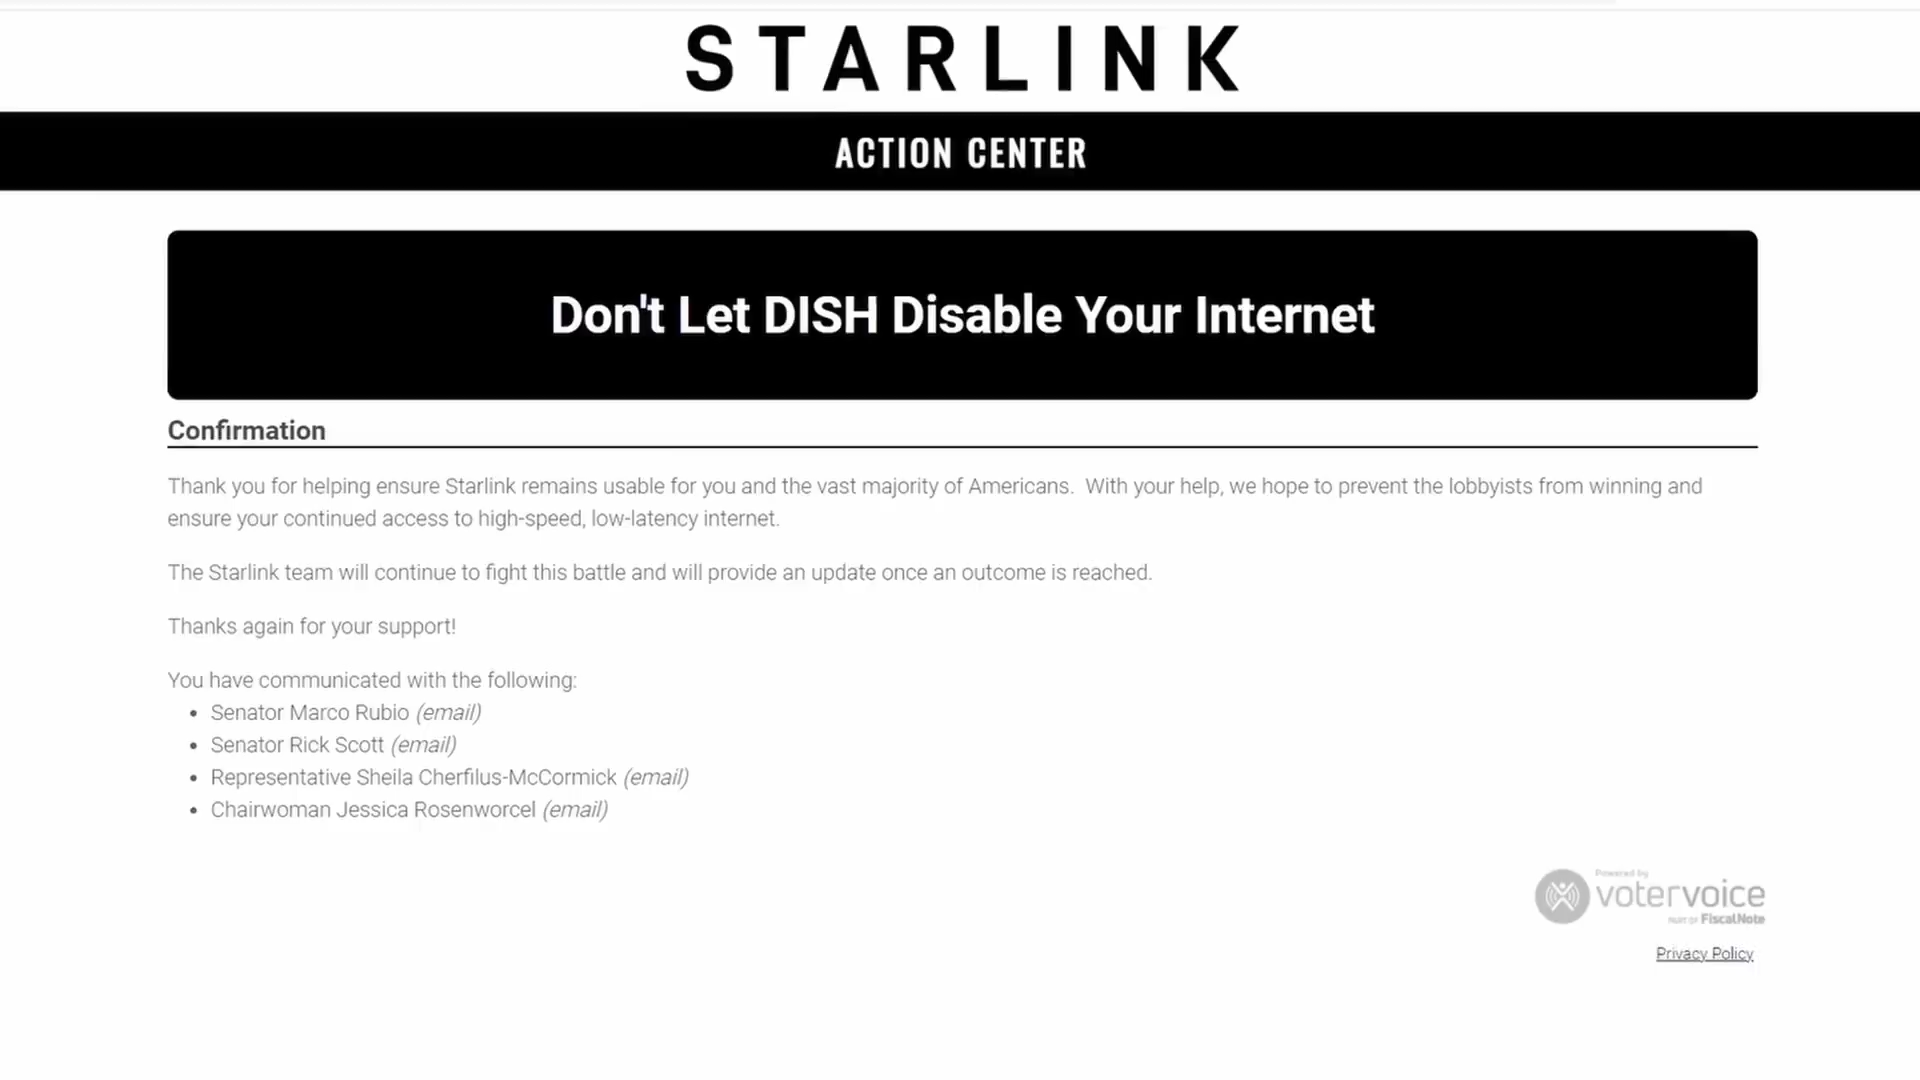 STARLINK
ACTION CENTER
Don't Let DISH Disable Your Internet
Confirmation
Thank you for helping ensure Starlink remains usable for you and the vast majority of Americans.  With your help, we hope to prevent the lobbyists from winning and
ensure your continued access to high-speed, low-latency internet.
The Starlink team will continue to fight this battle and will provide an update once an outcome is reached.
Thanks again for your support!
You have communicated with the following:
• Senator Marco Rubio (email)
• Senator Rick Scott (email)
• Representative Sheila Cherfilus-McCormick (email)
• Chairwoman Jessica Rosenworcel (email)
Powered by
votervoice
PART OF FiscalNote
Privacy Policy